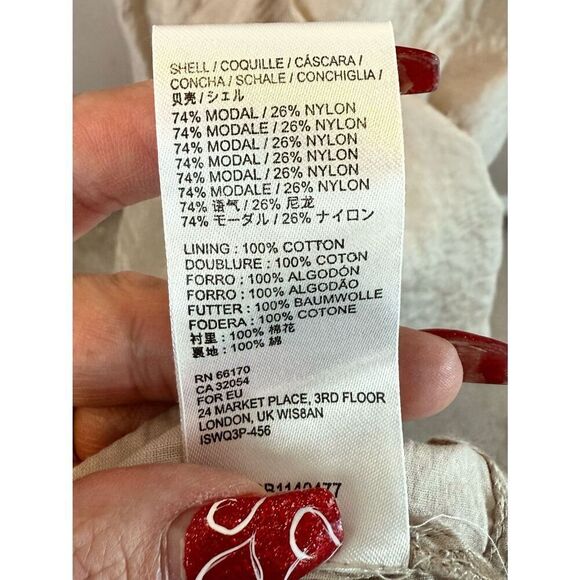 SHELL / COQUILLE / CÁSCARA /
CONCHA / SCHALE / CONCHIGLIA /
贝壳 / シェル
74% MODAL / 26% NYLON
74% MODALE / 26% NYLON
74% MODAL / 26% NYLON
74% MODAL / 26% NYLON
74% MODAL / 26% NYLON
74% MODALE / 26% NYLON
74% 语气 / 26% 尼龙
74% モーダル / 26% ナイロン
LINING : 100% COTTON
DOUBLURE : 100% COTON
FORRO : 100% ALGODÓN
FORRO : 100% ALGODÃO
FUTTER : 100% BAUMWOLLE
FODERA : 100% COTONE
衬里 : 100% 棉花
裏地 : 100% 綿
RN 66170
CA 32054
FOR EU
24 MARKET PLACE, 3RD FLOOR
LONDON, UK WIS8AN
ISWQ3P-456